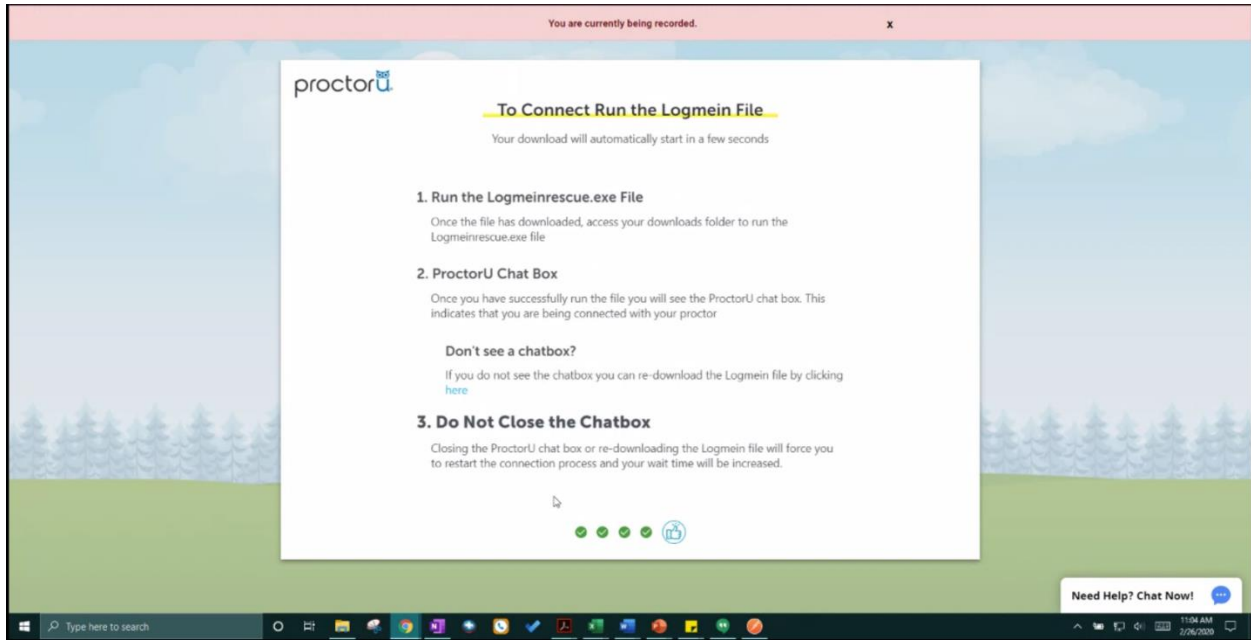 You are currently being recorded.
x
proctorU
To Connect Run the Logmein File
Your download will automatically start in a few seconds
1. Run the Logmeinrescue.exe File
Once the file has downloaded, access your downloads folder to run the
Logmeinrescue.exe file
2. ProctorU Chat Box
Once you have successfully run the file you will see the ProctorU chat box. This
indicates that you are being connected with your proctor
Don't see a chatbox?
If you do not see the chatbox you can re-download the Logmein file by clicking
here
3. Do Not Close the Chatbox
Closing the ProctorU chat box or re-downloading the Logmein file will force you
to restart the connection process and your wait time will be increased.
Need Help? Chat Now!
Type here to search
11:04 AM
2/26/2020